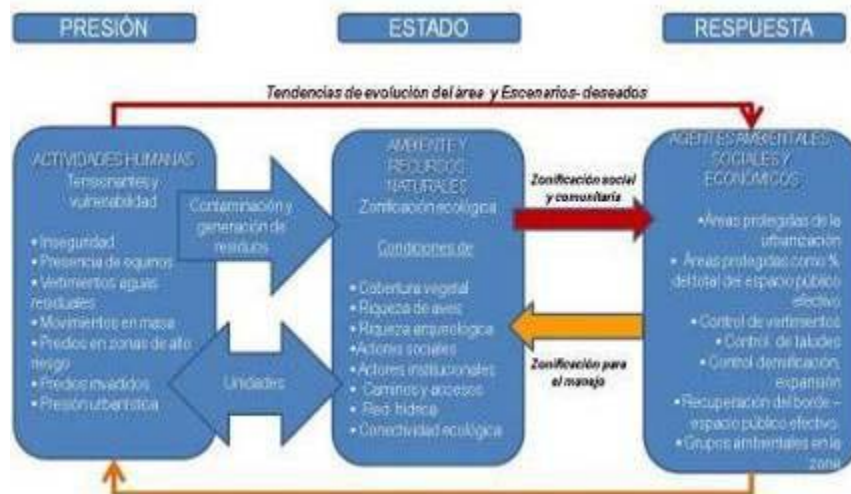 PRESIÓN
ESTADO
RESPUESTA
Tendencias de evolución del área y Escenarios- deseados
ACTIVIDADES HUMANAS
Tensionantes y
vulnerabilidad
• Inseguridad
• Presencia de equinos
• Vertimientos aguas
residuales
• Movimientos en masa
• Predios en zonas de alto
riesgo
• Predios invadidos
• Presión urbanística
Contaminación y
generación de
residuos
Unidades
AMBIENTE Y
RECURSOS
NATURALES
Zonificación ecológica
Condiciones de
• Cobertura vegetal
• Riqueza de aves
• Riqueza arqueológica
• Actores sociales
• Actores institucionales
• Caminos y accesos
• Red hídrica
• Conectividad ecológica
Zonificación social
y comunitaria
Zonificación para
el manejo
AGENTES AMBIENTALES
SOCIALES Y
ECONÓMICOS
• Áreas protegidas de la
urbanización
• Áreas protegidas como %
del total del espacio público
efectivo
• Control de vertimientos
• Control de taludes
• Control densificación,
expansión
• Recuperación del borde –
espacio público efectivo
• Grupos ambientales en la
zona